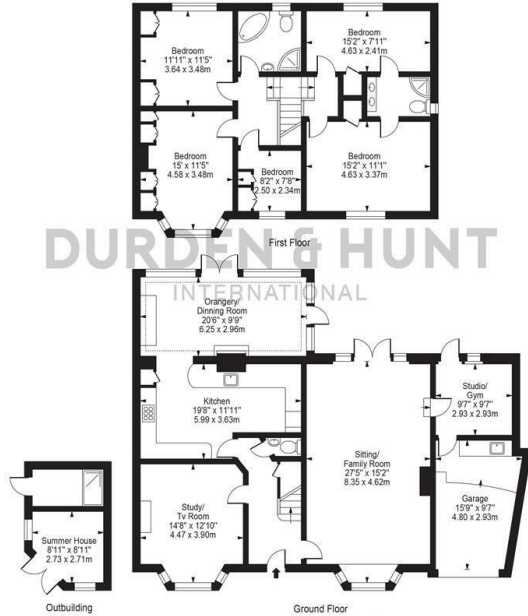 Bedroom
11'11" x 11'5"
3.64 x 3.48m
Bedroom
15'2" x 7'11"
4.63 x 2.41m
Bedroom
15' x 11'5"
4.58 x 3.48m
Bedroom
8'2" x 7'8"
2.50 x 2.34m
Bedroom
15'2" x 11'1"
4.63 x 3.37m
First Floor
DURDEN & HUNT
INTERNATIONAL
Orangery/
Dinning Room
20'6" x 9'9"
6.25 x 2.96m
Kitchen
19'8" x 11'11"
5.99 x 3.63m
Studio/
Gym
9'7" x 9'7"
2.93 x 2.93m
Sitting/
Family Room
27'5" x 15'2"
8.35 x 4.62m
Study/
Tv Room
14'8" x 12'10"
4.47 x 3.90m
Garage
15'9" x 9'7"
4.80 x 2.93m
Summer House
8'11" x 8'11"
2.73 x 2.71m
Outbuilding
Ground Floor